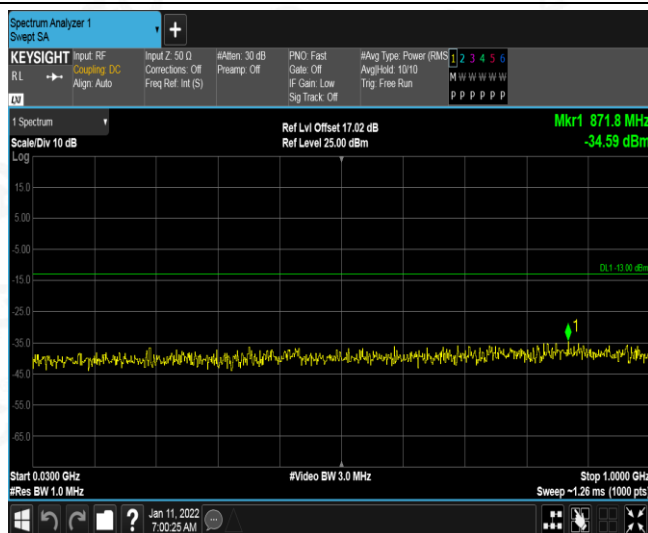 Spectrum Analyzer 1
Swept SA
KEYSIGHT
RL
Input: RF
Coupling: DC
Align: Auto
Input Z: 50 Ω
Corrections: Off
Freq Ref: Int (S)
#Atten: 30 dB
Preamp: Off
PNO: Fast
Gate: Off
IF Gain: Low
Sig Track: Off
#Avg Type: Power (RMS
Avg|Hold: 10/10
Trig: Free Run
1 2 3 4 5 6
M W W W W W
P P P P P P
1 Spectrum
Scale/Div 10 dB
Ref Lvl Offset 17.02 dB
Ref Level 25.00 dBm
Mkr1 871.8 MHz
-34.59 dBm
Log
15.0
5.00
-5.00
DL1 -13.00 dBm
-15.0
-25.0
1
-35.0
-45.0
-55.0
-65.0
Start 0.0300 GHz
#Video BW 3.0 MHz
Stop 1.0000 GHz
#Res BW 1.0 MHz
Sweep ~1.26 ms (1000 pts)
?
Jan 11, 2022
7:00:25 AM